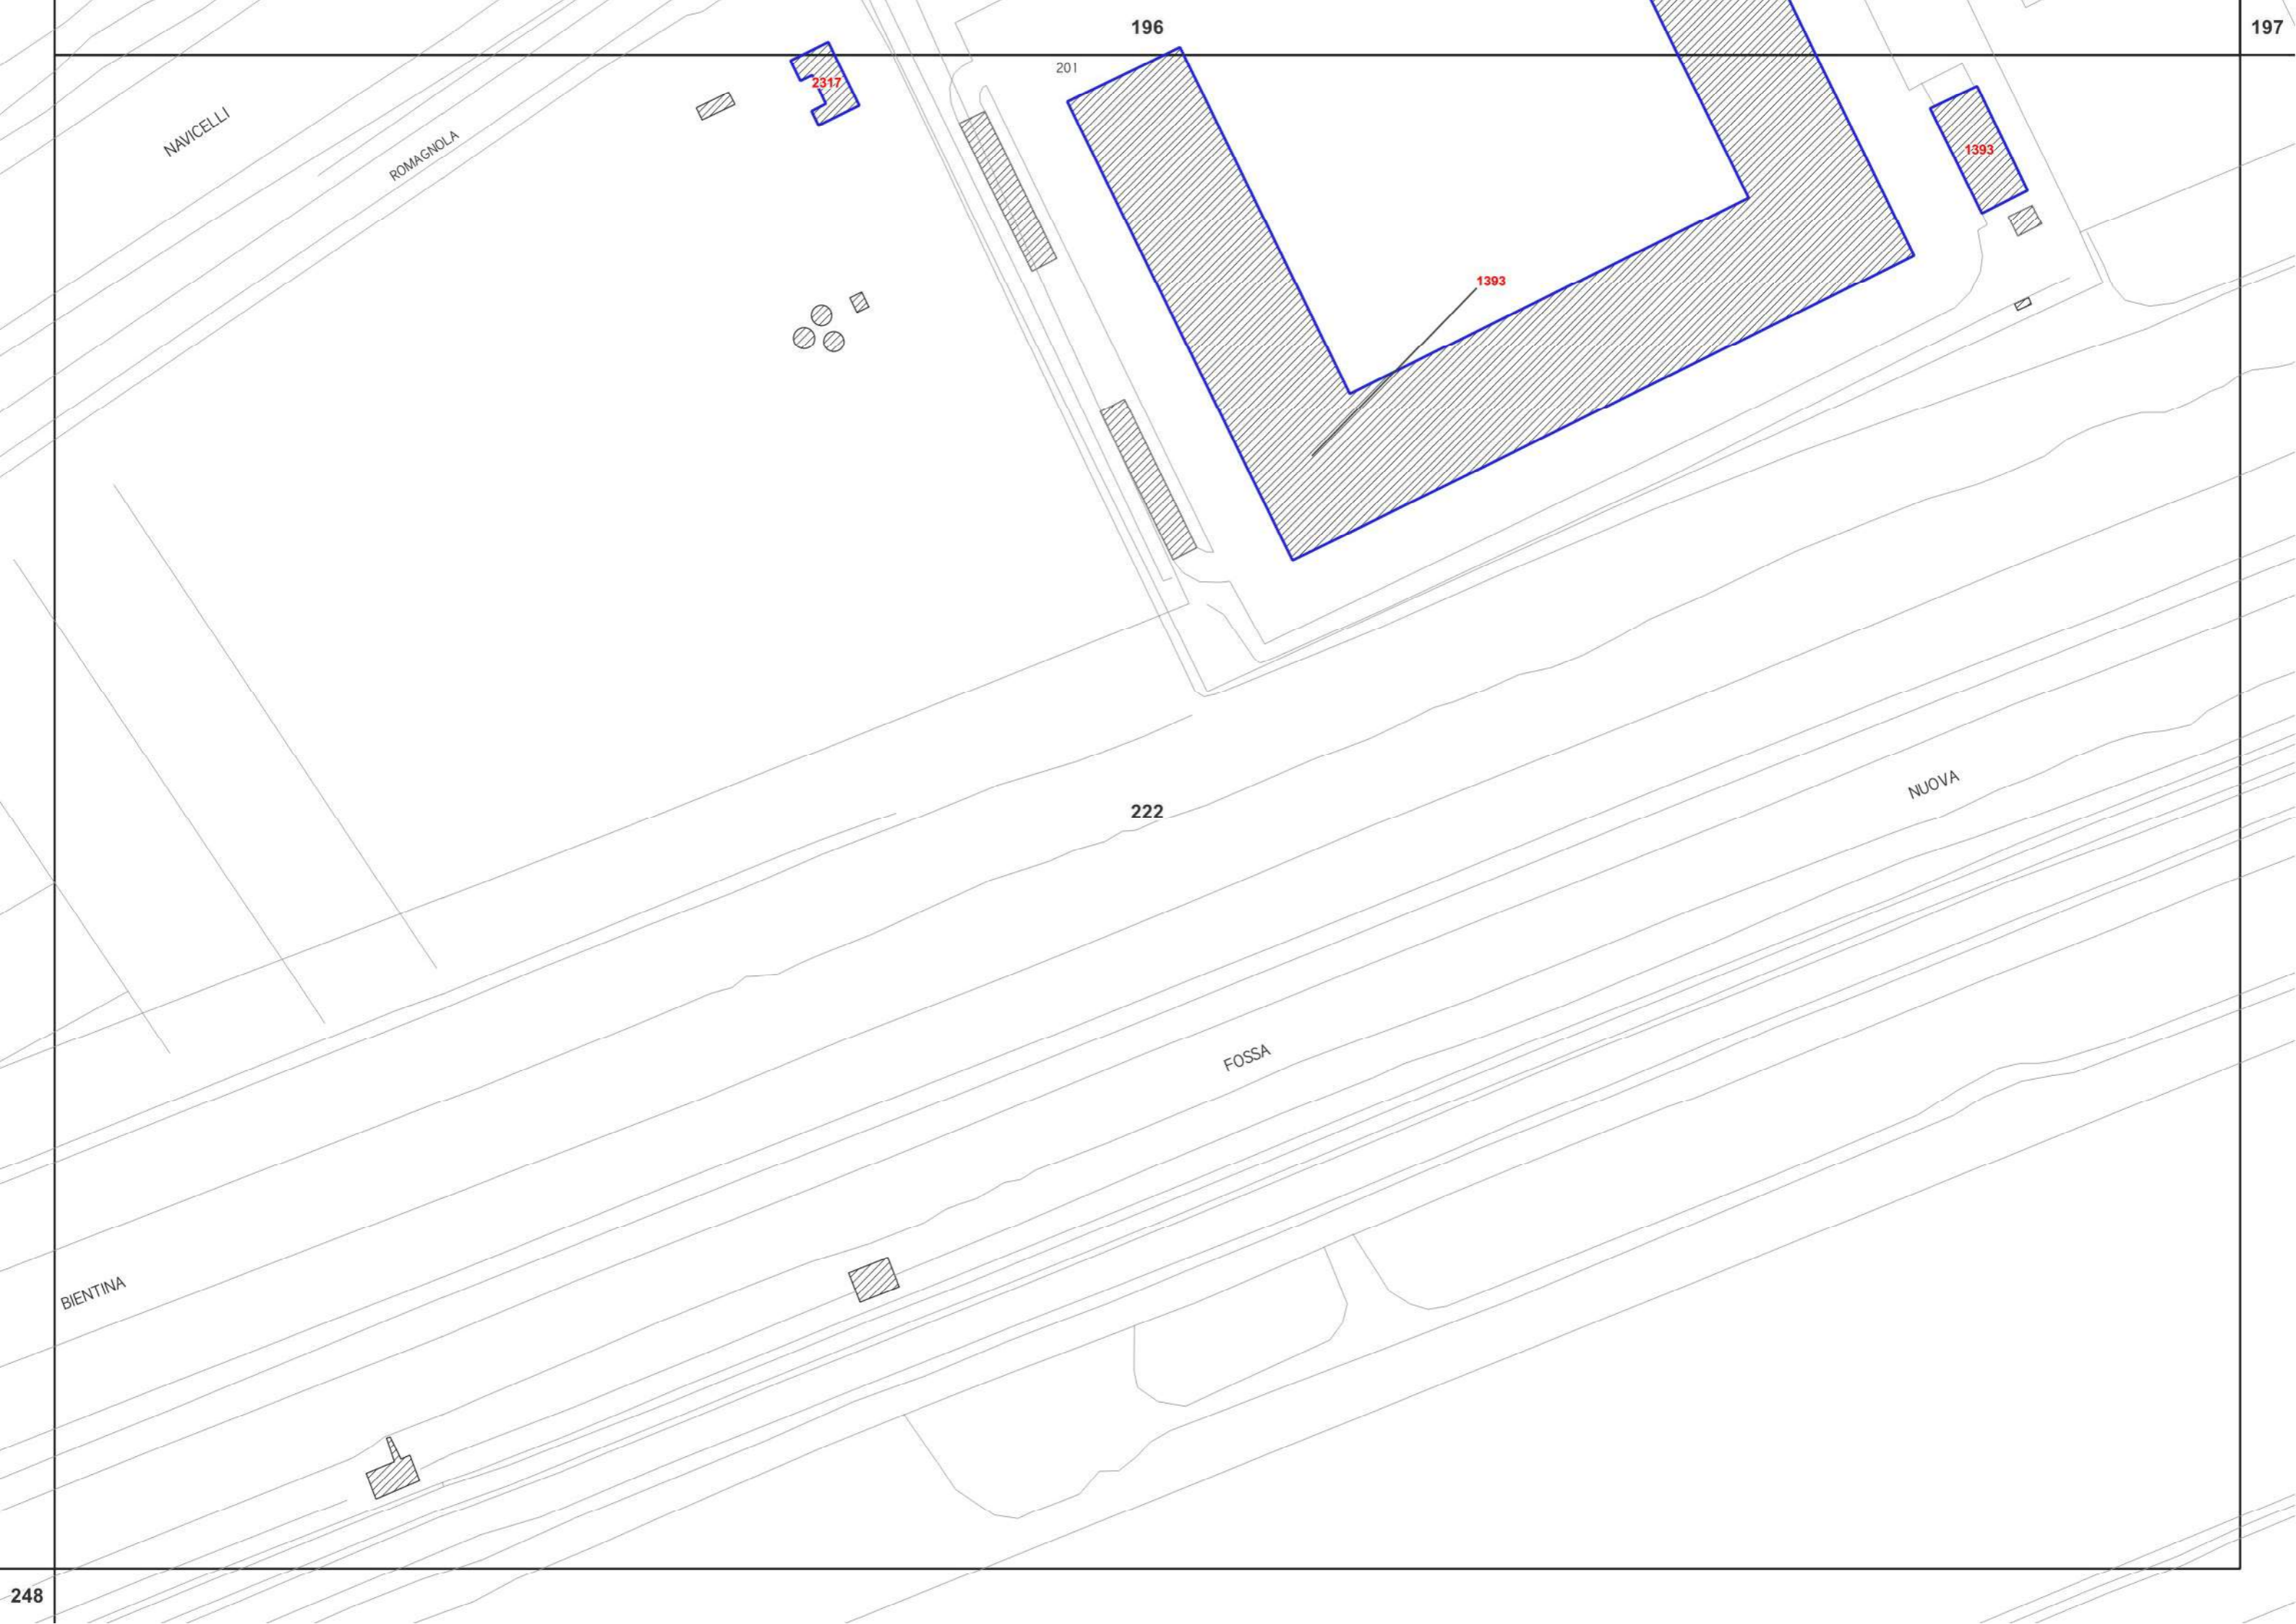 196
197
201
2317
NAVICELLI
ROMAGNOLA
1393
1393
NUOVA
222
FOSSA
BIENTINA
248